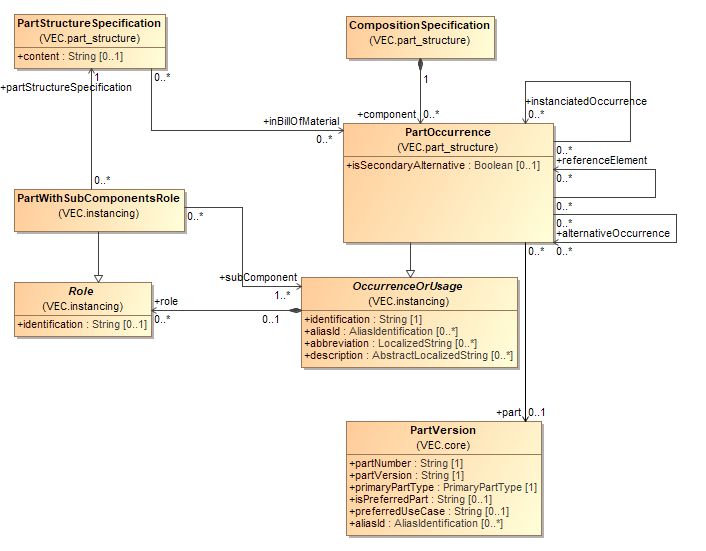 PartStructureSpecification
(VEC.part_structure)
+content : String [0..1]
CompositionSpecification
(VEC.part_structure)
1
+partStructureSpecification
0..*
1
+component
0..*
+instanciatedOccurrence
0..*
+inBillOfMaterial
0..*
PartOccurrence
(VEC.part_structure)
+isSecondaryAlternative : Boolean [0..1]
0..*
+referenceElement
0..*
0..*
0..*
+alternativeOccurrence
0..*
0..*
0..*
PartWithSubComponentsRole
(VEC.instancing)
0..*
+subComponent
1..*
Role
(VEC.instancing)
+identification : String [0..1]
+role
0..*
0..1
OccurrenceOrUsage
(VEC.instancing)
+identification : String [1]
+aliasId : AliasIdentification [0..*]
+abbreviation : LocalizedString [0..*]
+description : AbstractLocalizedString [0..*]
+part
0..1
PartVersion
(VEC.core)
+partNumber : String [1]
+partVersion : String [1]
+primaryPartType : PrimaryPartType [1]
+isPreferredPart : String [0..1]
+preferredUseCase : String [0..1]
+aliasId : AliasIdentification [0..*]